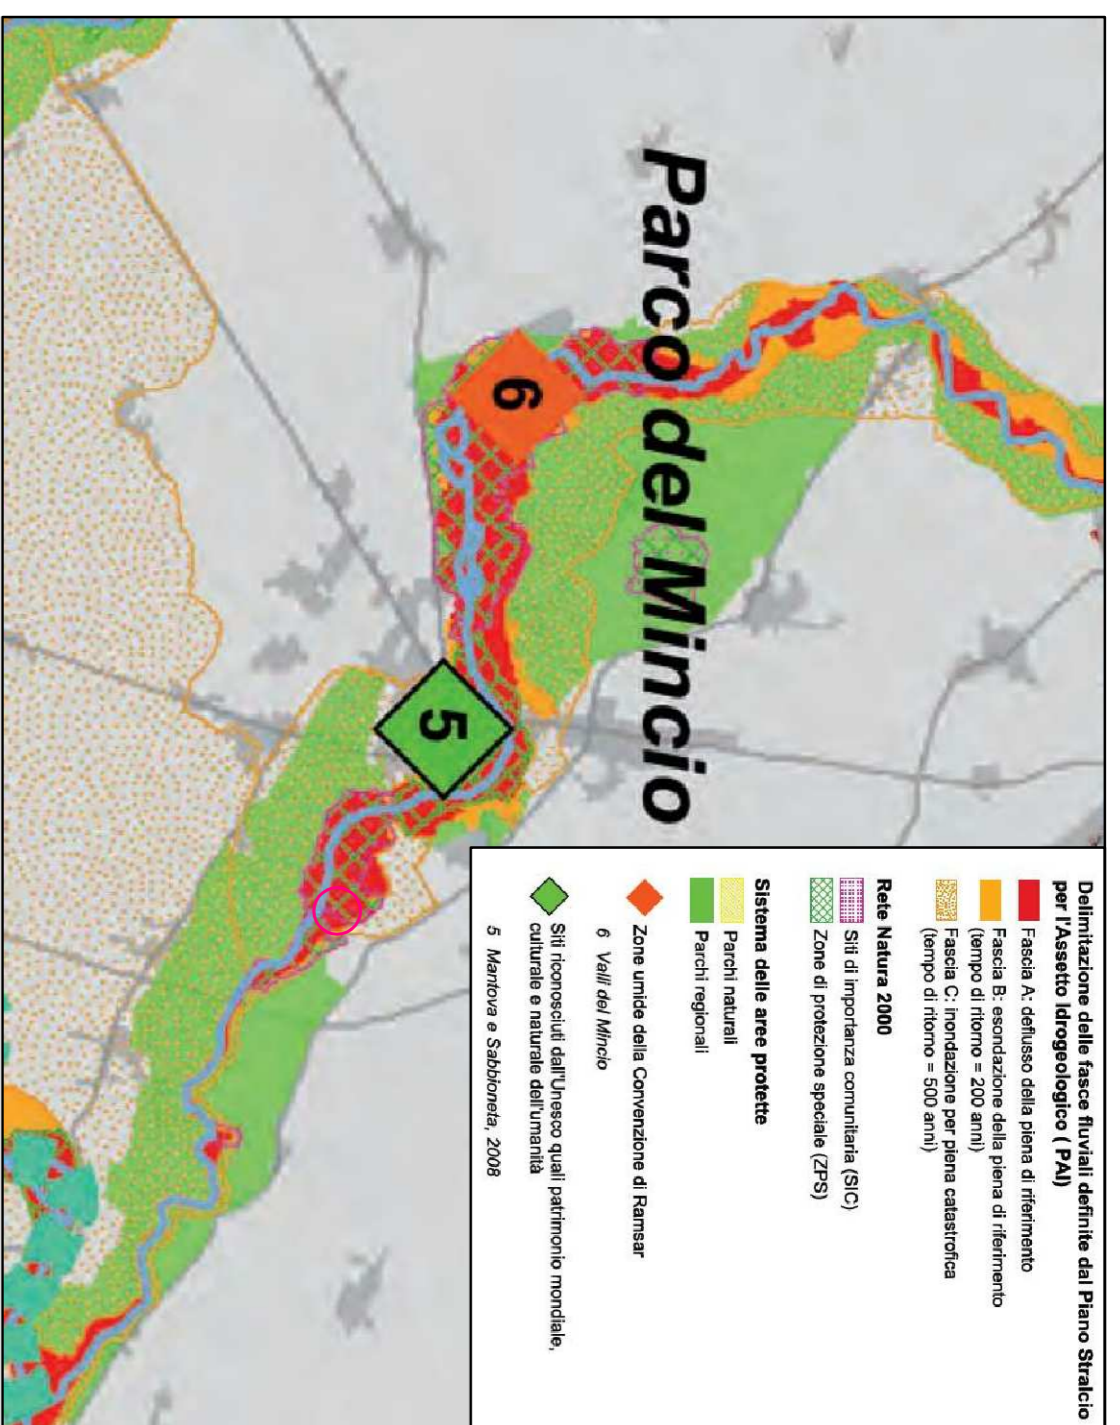 Parco del Mincio
6
5
Delimitazione delle fasce fluviali definite dal Piano Stralcio
per l'Assetto Idrogeologico ( PAI)
Fascia A: deflusso della piena di riferimento
Fascia B: esondazione della piena di riferimento
(tempo di ritorno = 200 anni)
Fascia C: inondazione per piena catastrofica
(tempo di ritorno = 500 anni)
Rete Natura 2000
Siti di importanza comunitaria (SIC)
Zone di protezione speciale (ZPS)
Sistema delle aree protette
Parchi naturali
Parchi regionali
Zone umide della Convenzione di Ramsar
6 Valli del Mincio
Siti riconosciuti dall'Unesco quali patrimonio mondiale,
culturale e naturale dell'umanità
5 Mantova e Sabbioneta, 2008